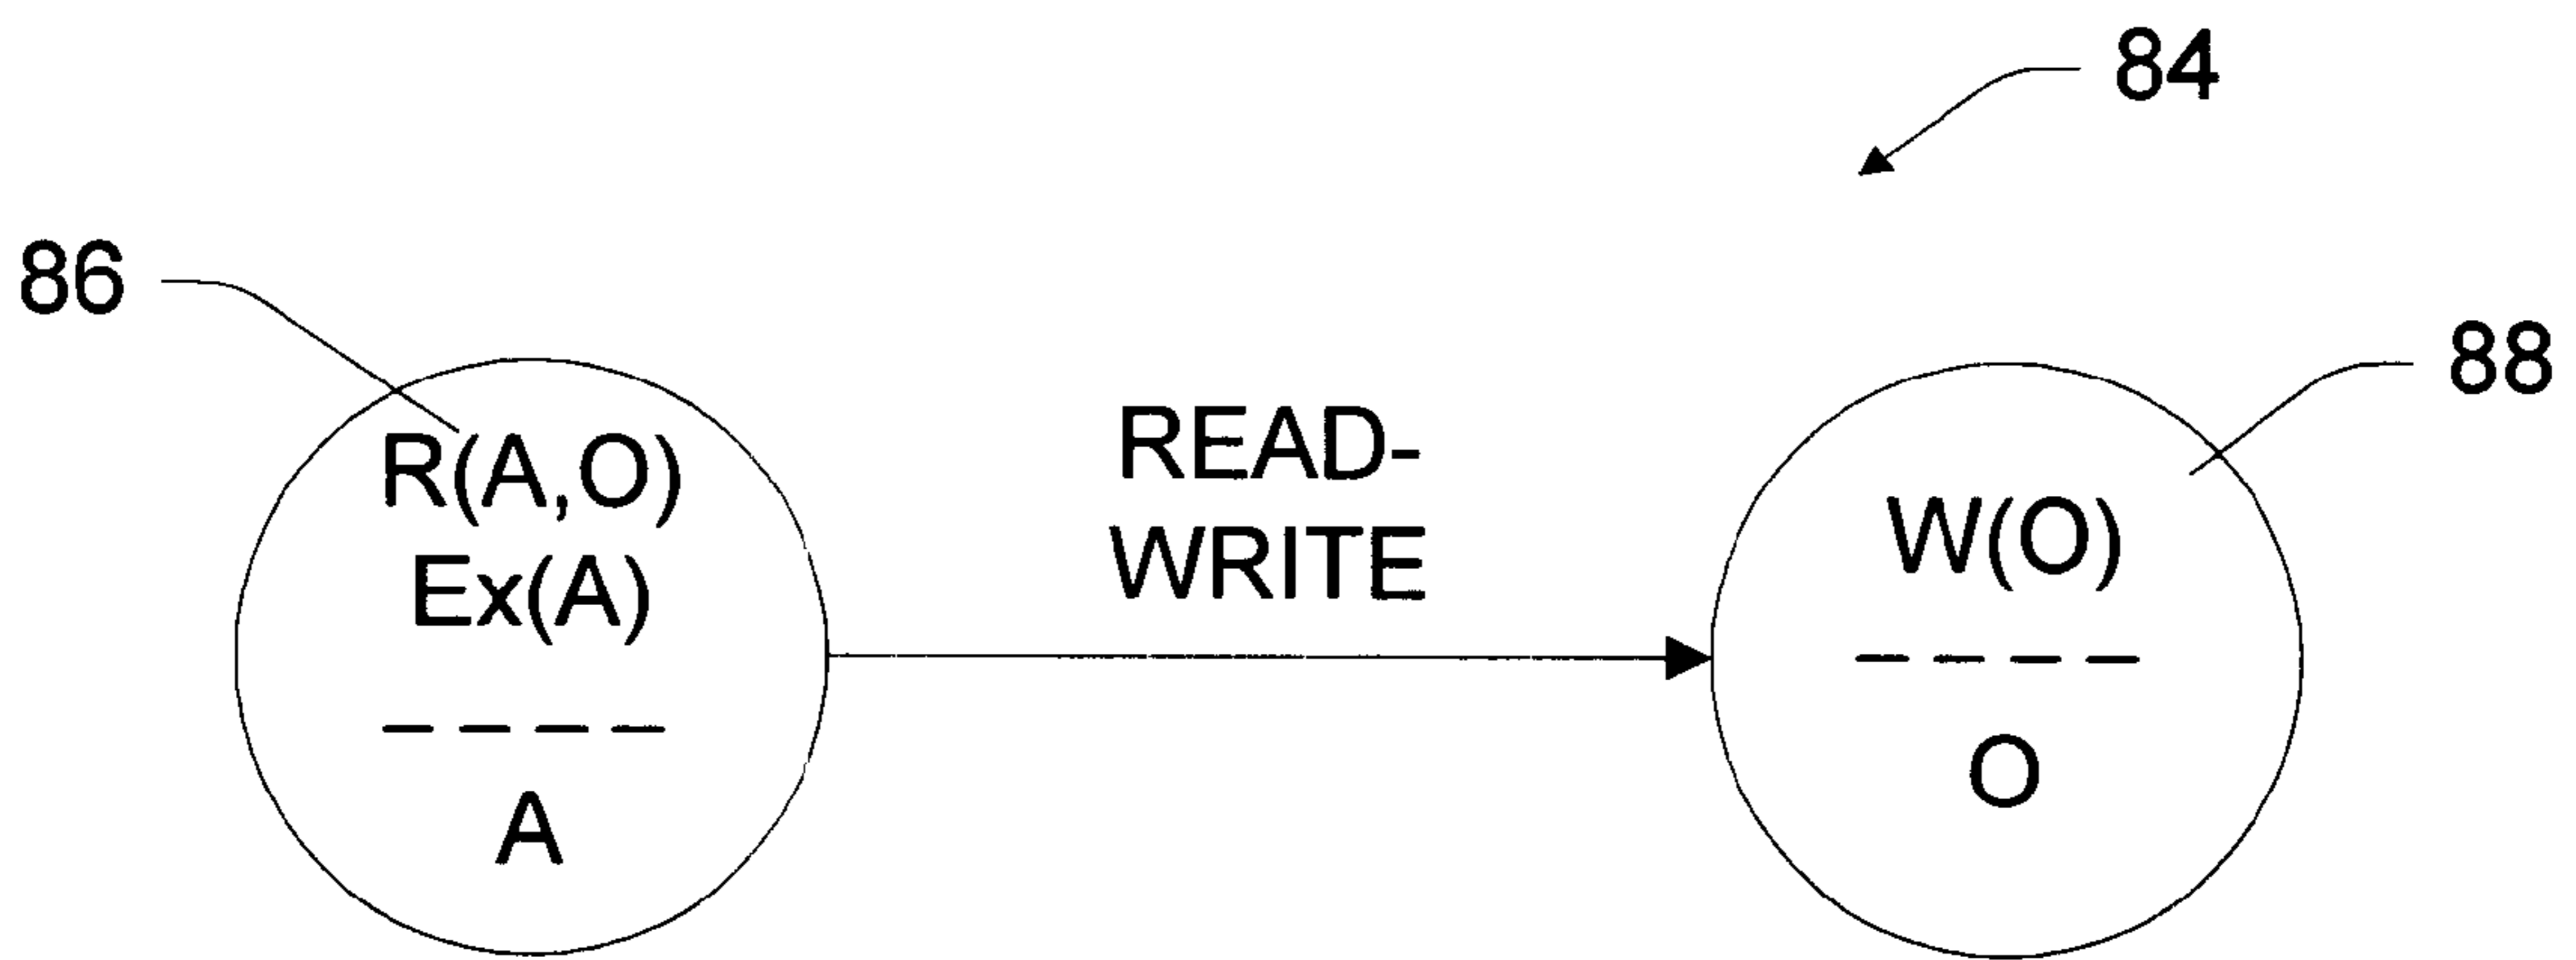 84
86
88
R(A,O)
Ex(A)
A
READ-
WRITE
W(O)
O